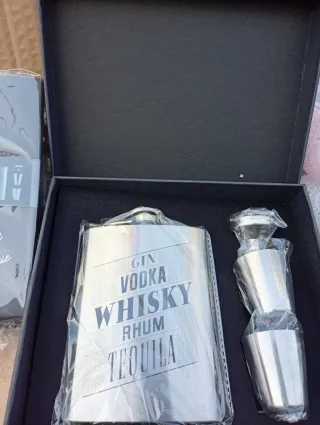 GIN
VODKA
WHISKY
RHUM
TEQUILA